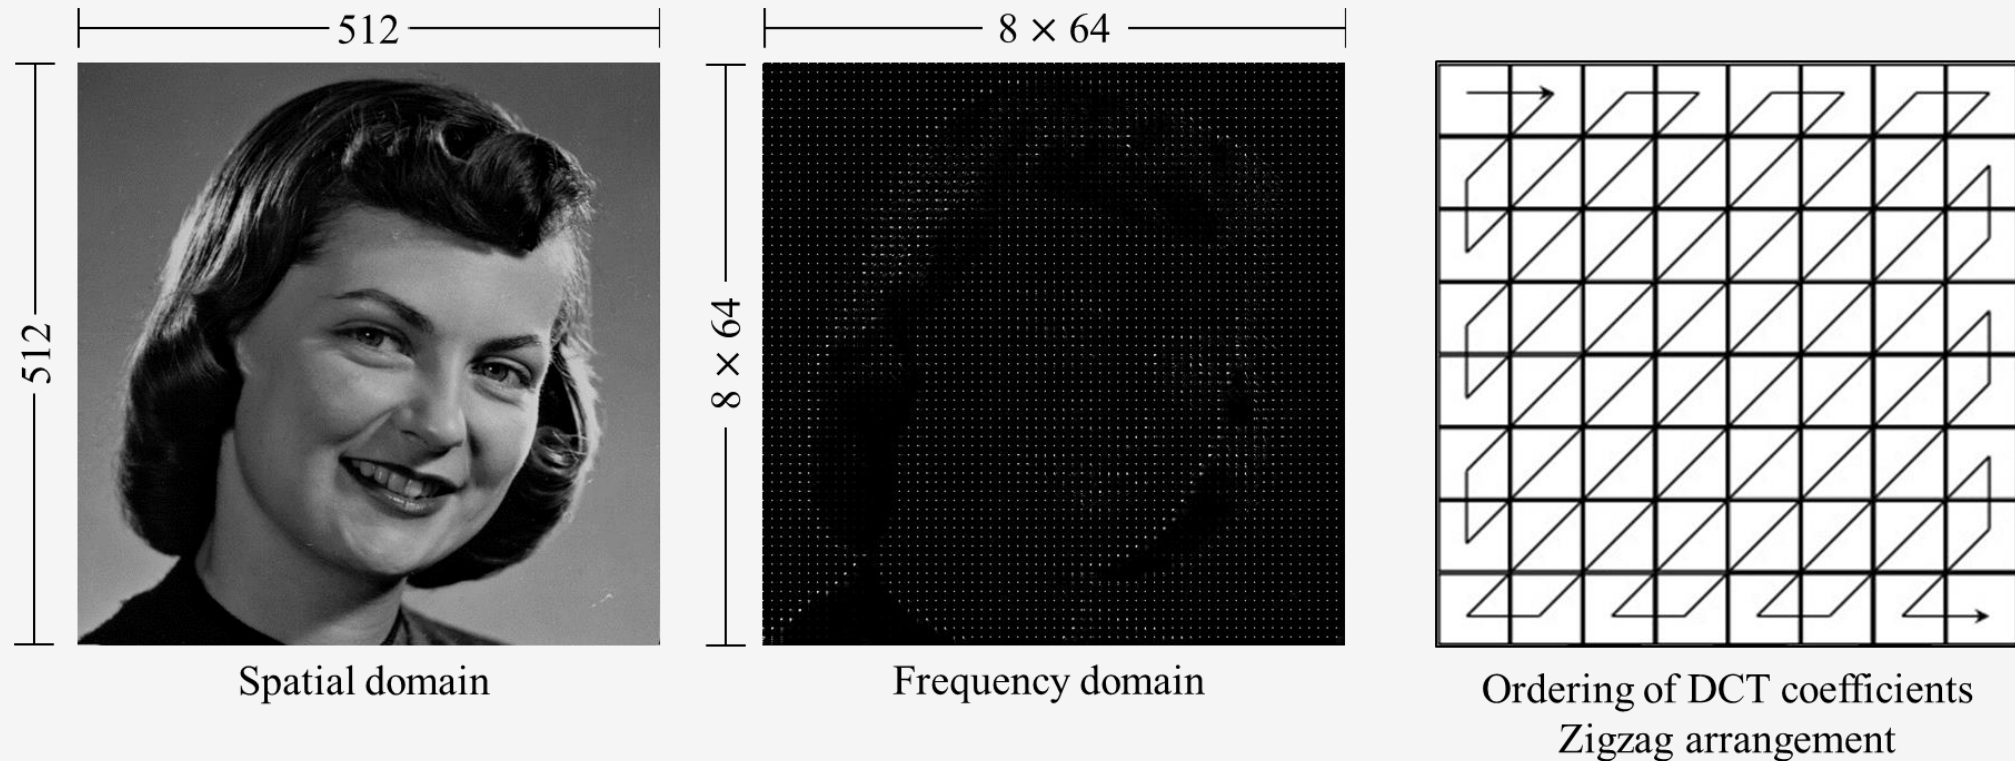 512
8 × 64
512
8 × 64
Spatial domain
Frequency domain
Ordering of DCT coefficients
Zigzag arrangement